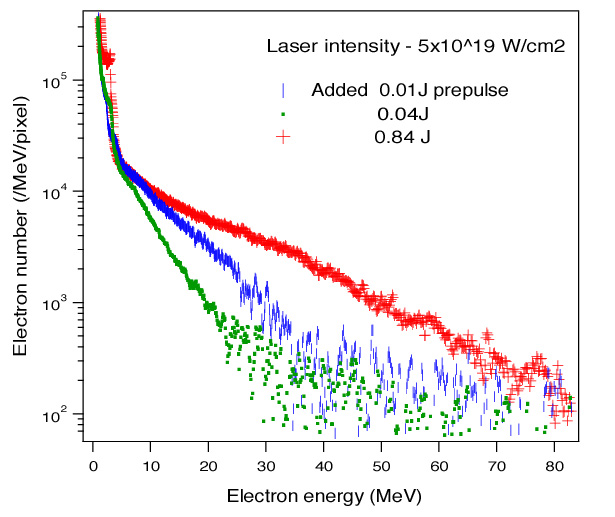 Laser intensity - 5x10^19 W/cm2
Added 0.01J prepulse
0.04J
0.84 J
Electron number (/MeV/pixel)
10^5
10^4
10^3
10^2
0 10 20 30 40 50 60 70 80
Electron energy (MeV)